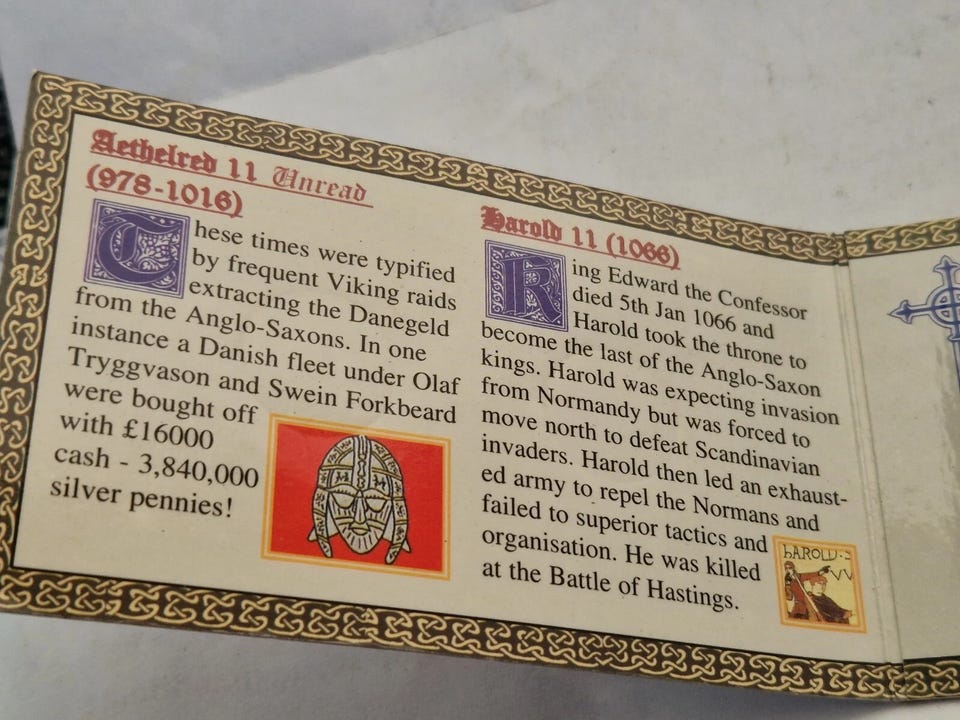 Aethelred 11 Unread
(978-1016)
These times were typified
by frequent Viking raids
extracting the Danegeld
from the Anglo-Saxons. In one
instance a Danish fleet under Olaf
Tryggvason and Swein Forkbeard
were bought off
with £16000
cash - 3,840,000
silver pennies!
Harold 11 (1066)
King Edward the Confessor
died 5th Jan 1066 and
Harold took the throne to
become the last of the Anglo-Saxon
kings. Harold was expecting invasion
from Normandy but was forced to
move north to defeat Scandinavian
invaders. Harold then led an exhaust-
ed army to repel the Normans and
failed to superior tactics and
organisation. He was killed
at the Battle of Hastings.
hAROLD:S